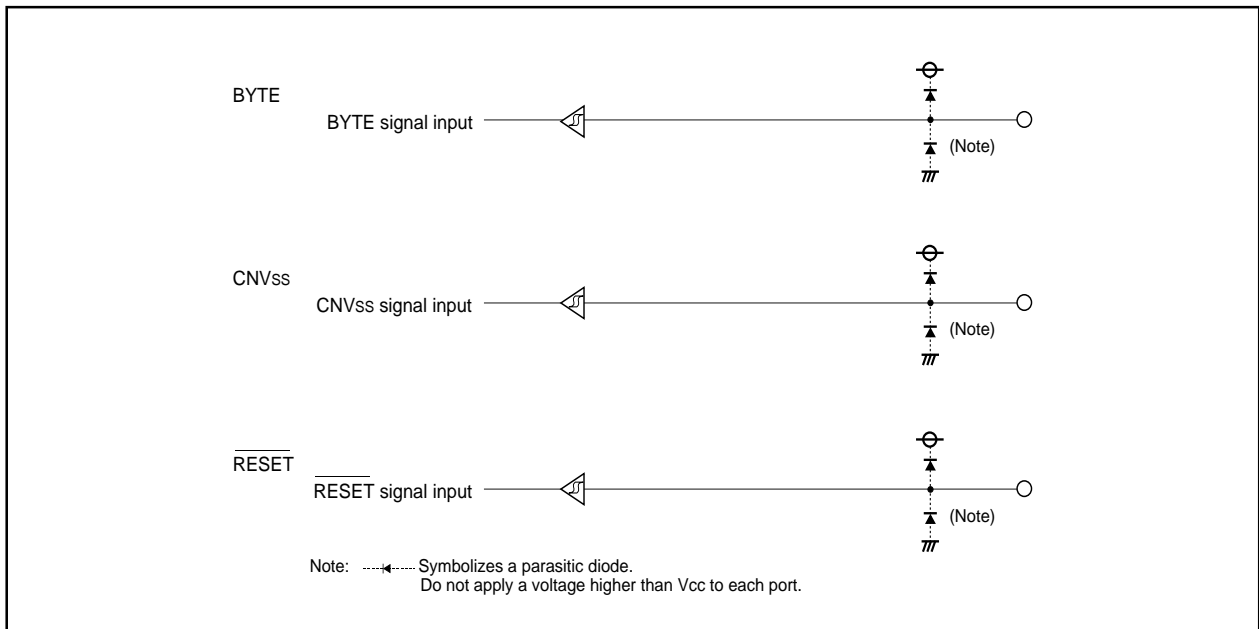 BYTE
BYTE signal input
(Note)
CNVss
CNVss signal input
(Note)
RESET
RESET signal input
(Note)
Note: Symbolizes a parasitic diode.
Do not apply a voltage higher than Vcc to each port.